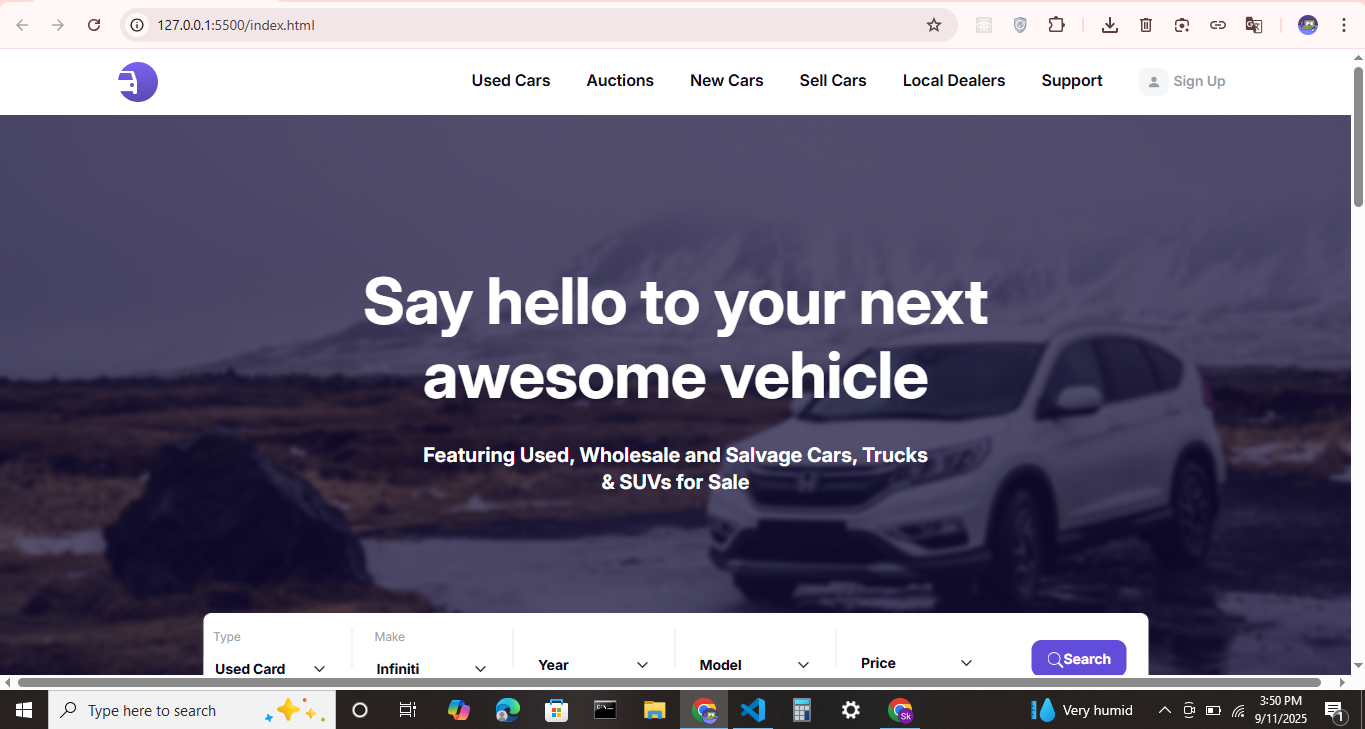 127.0.0.1:5500/index.html
Used Cars Auctions New Cars Sell Cars Local Dealers Support Sign Up
Say hello to your next
awesome vehicle
Featuring Used, Wholesale and Salvage Cars, Trucks
& SUVs for Sale
Type Make
Used Card Infiniti Year Model Price Search
Type here to search
Very humid
3:50 PM
9/11/2025
1
Sk